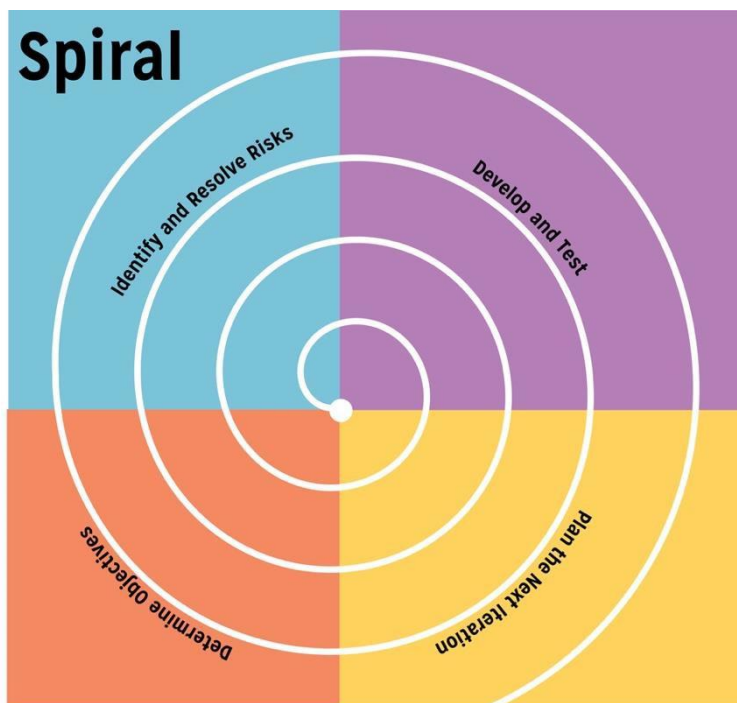 Spiral
Identify and Resolve Risks
Develop and Test
Determine Objectives
Plan the Next Iteration